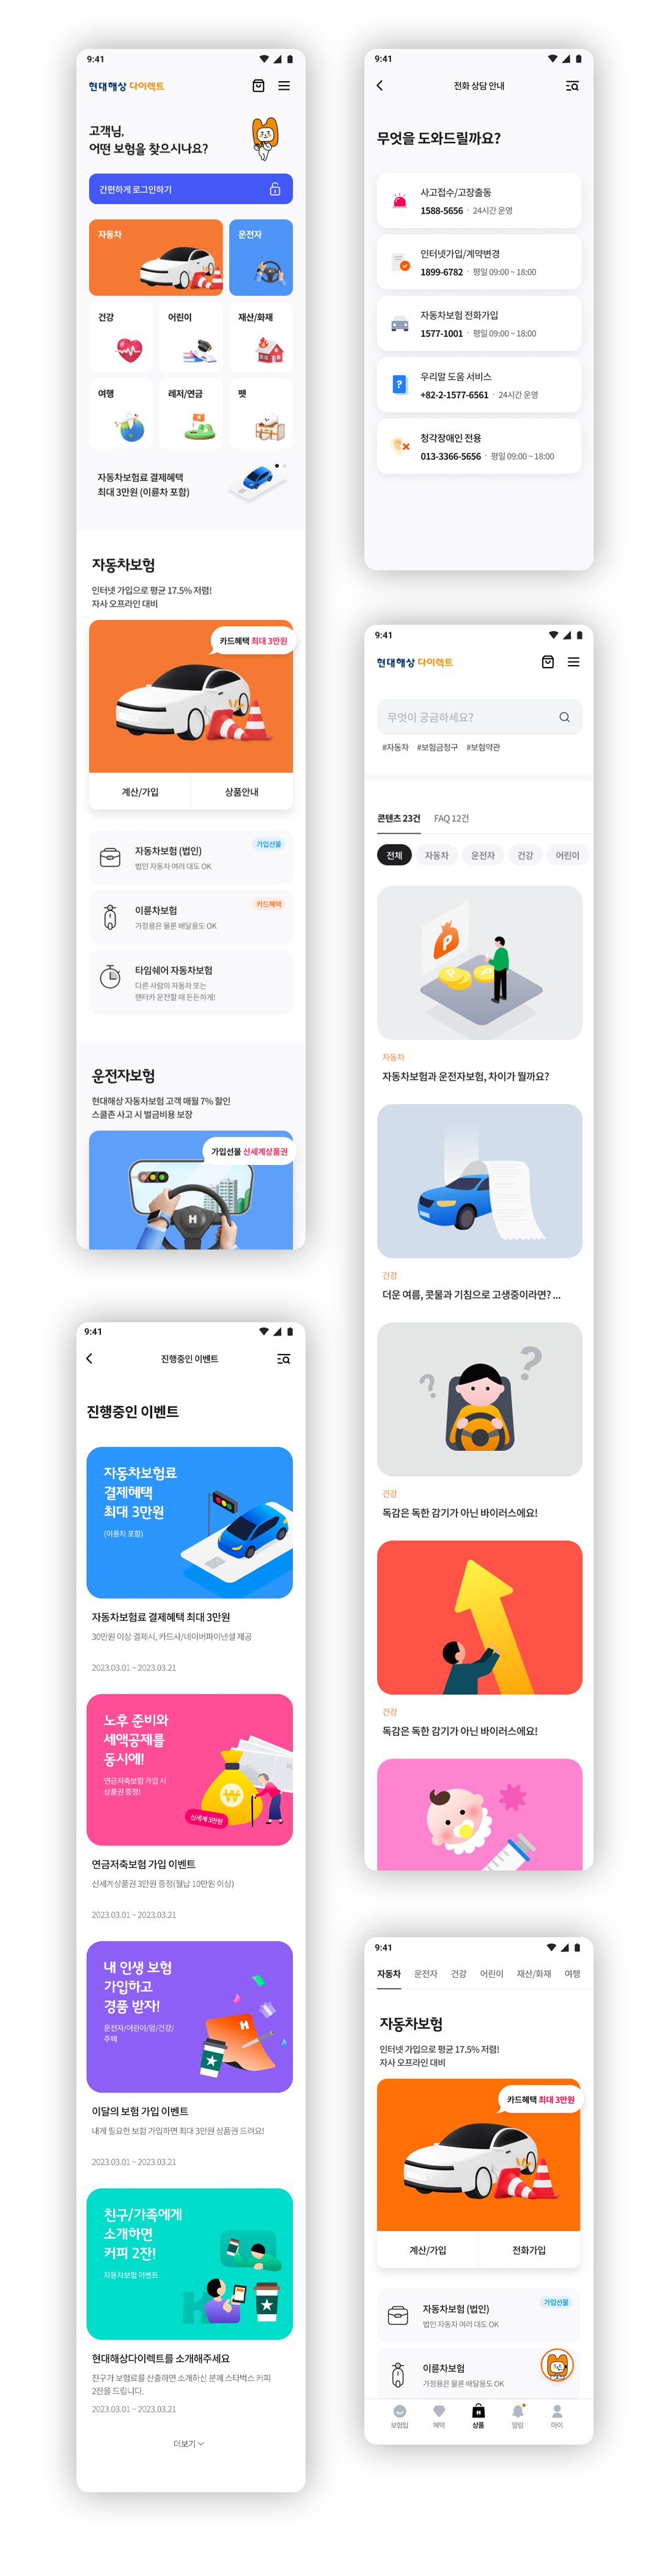 9:41
현대해상 다이렉트
고객님,
어떤 보험을 찾으시나요?
간편하게 로그인하기
자동차
운전자
건강
어린이
재산/화재
여행
레저/연금
펫
자동차보험료 결제혜택
최대 3만원 (이륜차 포함)
자동차보험
인터넷 가입으로 평균 17.5% 저렴!
자사 오프라인 대비
카드혜택 최대 3만원
계산/가입
상품안내
자동차보험 (법인)
가입선물
법인 자동차 여러 대도 OK
이륜차보험
카드혜택
가정용은 물론 배달용도 OK
타임쉐어 자동차보험
다른 사람의 자동차 또는
렌터카 운전할 때 든든하게!
운전자보험
현대해상 자동차보험 고객 매월 7% 할인
스쿨존 사고 시 벌금비용 보장
가입선물 신세계상품권
H
9:41
진행중인 이벤트
진행중인 이벤트
자동차보험료
결제혜택
최대 3만원
(이륜차 포함)
자동차보험료 결제혜택 최대 3만원
30만원 이상 결제시, 카드사/네이버파이낸셜 제공
2023.03.01 ~ 2023.03.21
노후 준비와
세액공제를
동시에!
연금저축보험 가입 시
상품권 증정!
₩
신세계 3만원
연금저축보험 가입 이벤트
신세계상품권 3만원 증정(월납 10만원 이상)
2023.03.01 ~ 2023.03.21
내 인생 보험
가입하고
경품 받자!
운전자/어린이/암/건강/
주택
H
이달의 보험 가입 이벤트
내게 필요한 보험 가입하면 최대 3만원 상품권 드려요!
2023.03.01 ~ 2023.03.21
친구/가족에게
소개하면
커피 2잔!
자동차보험 이벤트
H
현대해상다이렉트를 소개해주세요
친구가 보험료를 산출하면 소개하신 분께 스타벅스 커피
2잔을 드립니다.
2023.03.01 ~ 2023.03.21
더보기
9:41
전화 상담 안내
무엇을 도와드릴까요?
사고접수/고장출동
1588-5656 · 24시간 운영
인터넷가입/계약변경
1899-6782 · 평일 09:00 ~ 18:00
자동차보험 전화가입
1577-1001 · 평일 09:00 ~ 18:00
?
우리말 도움 서비스
+82-2-1577-6561 · 24시간 운영
청각장애인 전용
013-3366-5656 · 평일 09:00 ~ 18:00
9:41
현대해상 다이렉트
무엇이 궁금하세요?
#자동차 #보험금청구 #보험약관
콘텐츠 23건
FAQ 12건
전체
자동차
운전자
건강
어린이
P
P
P
자동차
자동차보험과 운전자보험, 차이가 뭘까요?
건강
더운 여름, 콧물과 기침으로 고생중이라면? ...
? ?
건강
독감은 독한 감기가 아닌 바이러스에요!
건강
독감은 독한 감기가 아닌 바이러스에요!
9:41
자동차
운전자
건강
어린이
재산/화재
여행
자동차보험
인터넷 가입으로 평균 17.5% 저렴!
자사 오프라인 대비
카드혜택 최대 3만원
계산/가입
전화가입
가입선물
자동차보험 (법인)
법인 자동차 여러 대도 OK
이륜차보험
가정용은 물론 배달용도 OK
H
보험팁
혜택
상품
알림
마이